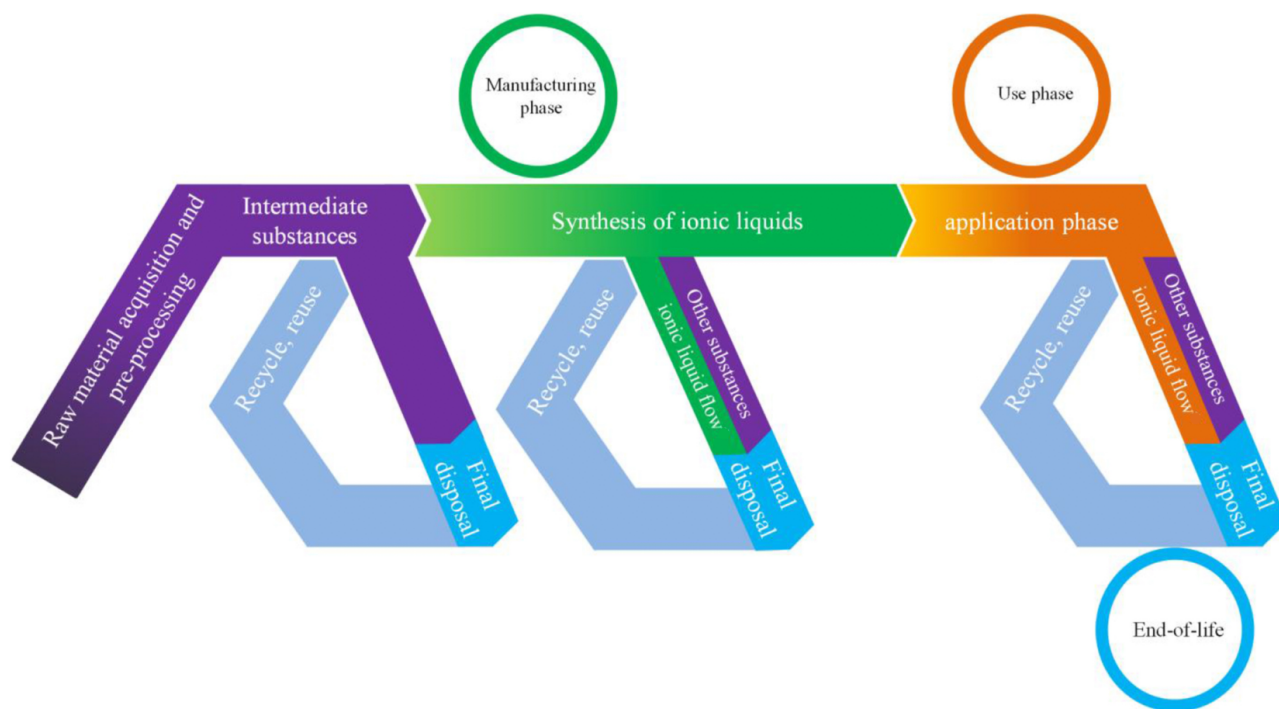 Manufacturing
phase
Use phase
Raw material acquisition and
pre-processing
Intermediate
substances
Synthesis of ionic liquids
application phase
Recycle, reuse
Final
disposal
Recycle, reuse
ionic liquid flow
Other substances
Final
disposal
Recycle, reuse
ionic liquid flow
Other substances
Final
disposal
End-of-life